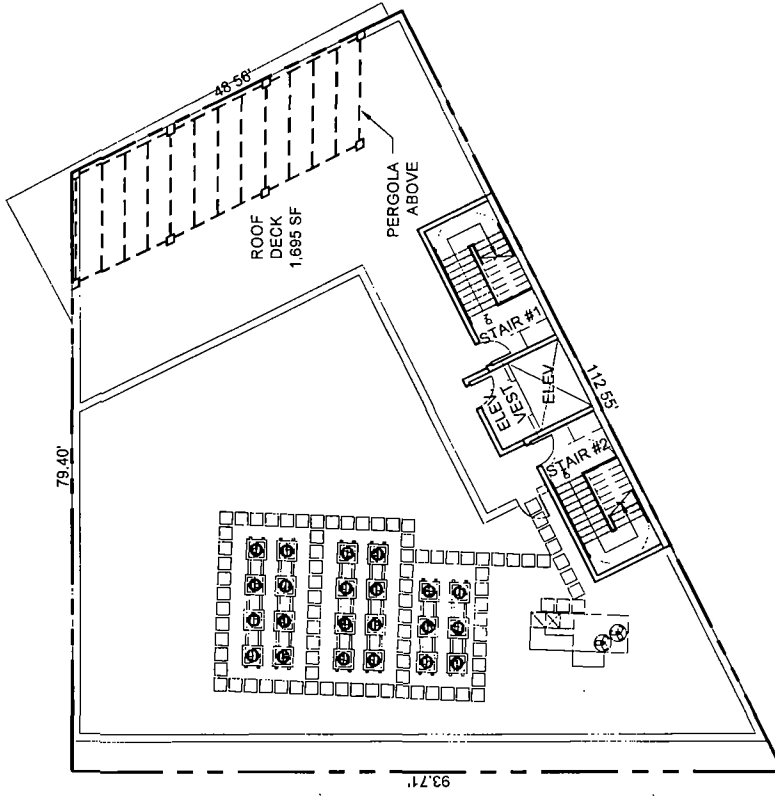 48 56'
79.40'
ROOF
DECK
1,695 SF
PERGOLA
ABOVE
STAIR #1
ELEV
VEST
ELEV
112 55'
STAIR #2
93.71'